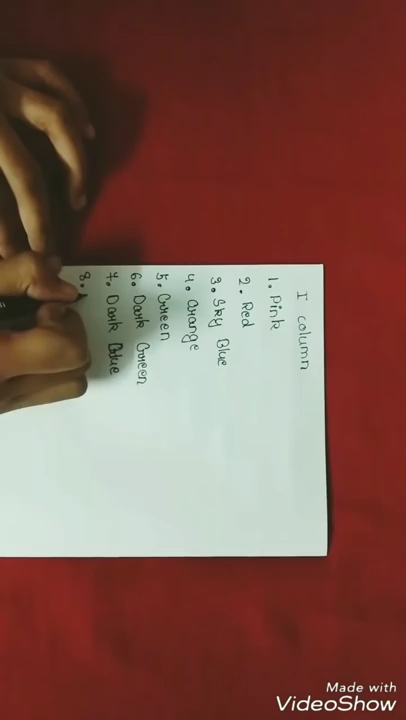 I column
1. Pink
2. Red
3. Sky Blue
4. Orange
5. Green
6. Dark Green
7. Dark Blue
8.
Made with
VideoShow